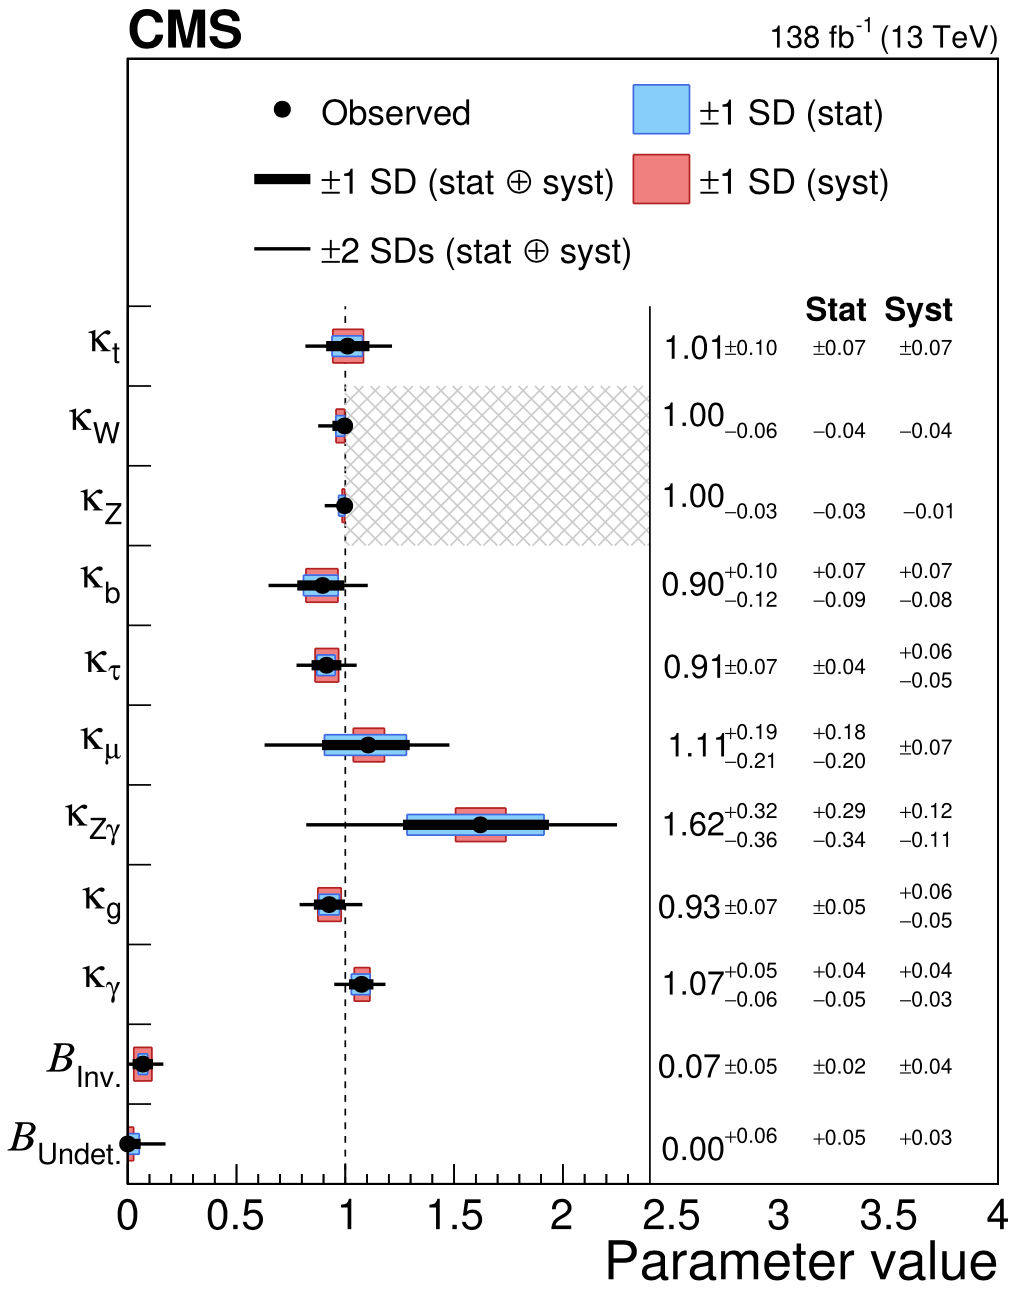 CMS 138 fb⁻¹ (13 TeV)
Observed ±1 SD (stat)
±1 SD (stat ⊕ syst) ±1 SD (syst)
±2 SDs (stat ⊕ syst)
Stat Syst
κt 1.01 ±0.10 ±0.07 ±0.07
κW 1.00 −0.06 −0.04 −0.04
κZ 1.00 −0.03 −0.03 −0.01
κb 0.90 +0.10 −0.12 +0.07 −0.09 +0.07 −0.08
κτ 0.91 ±0.07 ±0.04 +0.06 −0.05
κμ 1.11 +0.19 −0.21 +0.18 −0.20 ±0.07
κZγ 1.62 +0.32 −0.36 +0.29 −0.34 +0.12 −0.11
κg 0.93 ±0.07 ±0.05 +0.06 −0.05
κγ 1.07 +0.05 −0.06 +0.04 −0.05 +0.04 −0.03
BInv. 0.07 ±0.05 ±0.02 ±0.04
BUndet. 0.00 +0.06 +0.05 +0.03
0 0.5 1 1.5 2 2.5 3 3.5 4
Parameter value